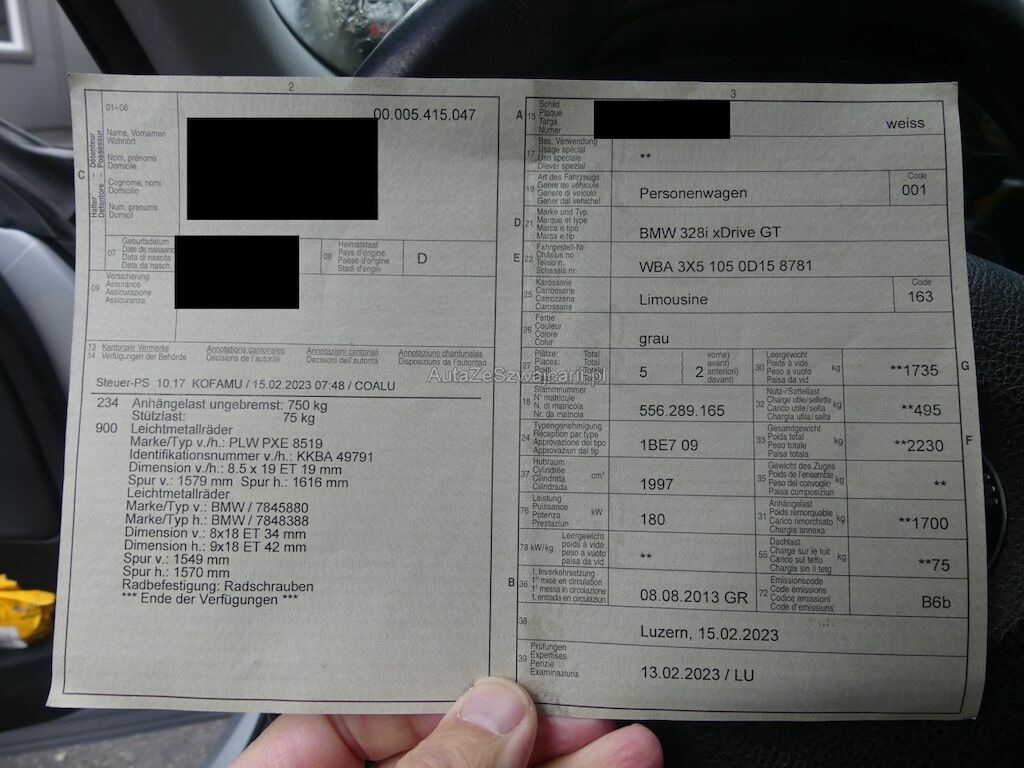 2
01-06
00.005.415.047
C
Halter – Détenteur
Detentore – Possessur
Name, Vornamen
Wohnort
Nom, prénoms
Domicile
Cognome, nomi
Domicilio
Num, prenums
Domicil
07
Geburtsdatum
Date de naissance
Data di nascita
Data da nasch.
08
Heimatstaat
Pays d'origine
Paese d'origine
Stadi d'origin
D
09
Versicherung
Assurance
Assicurazione
Assicuranza
13 Kantonale Vermerke
14 Verfügungen der Behörde
Annotations cantonales
Décisions de l'autorité
Annotazioni cantonali
Decisioni dell'autorità
Annotaziuns chantunalas
Disposiziuns da l'autoritad
Steuer-PS 10.17 KOFAMU / 15.02.2023 07:48 / COALU
234 Anhängelast ungebremst: 750 kg
Stützlast: 75 kg
900 Leichtmetallräder
Marke/Typ v./h.: PLW PXE 8519
Identifikationsnummer v./h.: KKBA 49791
Dimension v./h.: 8.5 x 19 ET 19 mm
Spur v.: 1579 mm Spur h.: 1616 mm
Leichtmetallräder
Marke/Typ v.: BMW / 7845880
Marke/Typ h.: BMW / 7848388
Dimension v.: 8x18 ET 34 mm
Dimension h.: 9x18 ET 42 mm
Spur v.: 1549 mm
Spur h.: 1570 mm
Radbefestigung: Radschrauben
*** Ende der Verfügungen ***
3
A 15
Schild
Plaque
Targa
Numer
weiss
17
Bes. Verwendung
Usage spécial
Uso speciale
Diever spezial
**
19
Art des Fahrzeugs
Genre de véhicule
Genere di veicolo
Gener dal vehichel
Personenwagen
Code
001
D 21
Marke und Typ
Marque et type
Marca e tipo
Marca e tip
BMW 328i xDrive GT
E 23
Fahrgestell-Nr.
Châssis no
Telaio n.
Schassis nr.
WBA 3X5 105 0D15 8781
25
Karosserie
Carrosserie
Carrozzeria
Carossaria
Limousine
Code
163
26
Farbe
Couleur
Colore
Colur
grau
27
Plätze: Total
Places: Total
Posti: Totale
Total
5
2
vorne)
avant)
anteriori)
davant)
30
Leergewicht
Poids à vide
Peso a vuoto
Paisa da vid
kg
**1735
G
AutaZeSzwajcarii.pl
18
Stammnummer
N° matricule
N. di matricola
Nr. da matricla
556.289.165
32
Nutz-/Sattellast
Charge utile/sellette
Carico utile/sella
Chargia útila/sella
kg
**495
24
Typengenehmigung
Réception par type
Approvazione del tipo
Approvaziun dal tip
1BE7 09
33
Gesamtgewicht
Poids total
Peso totale
Paisa totala
kg
**2230
F
37
Hubraum
Cylindrée
Cilindrata
Cilindrada
cm³
1997
35
Gewicht des Zuges
Poids de l'ensemble
Peso del convoglio
Paisa cumposiziun
kg
**
76
Leistung
Puissance
Potenza
Prestaziun
kW
180
31
Anhängelast
Poids remorquable
Carico rimorchiato
Chargia annexa
kg
**1700
78 kW/kg
Leergewicht
poids à vide
peso a vuoto
paisa da vid
**
55
Dachlast
Charge sur le toit
Carico sul tetto
Chargia sin il tetg
kg
**75
B 36
1. Inverkehrsetzung
1re mise en circulation
1a messa in circolazione
1. entrada en circulaziun
08.08.2013 GR
72
Emissionscode
Code émissions
Codice emissioni
Code d'emissiuns
B6b
38
Luzern, 15.02.2023
39
Prüfungen
Expertises
Perizie
Examinaziuns
13.02.2023 / LU